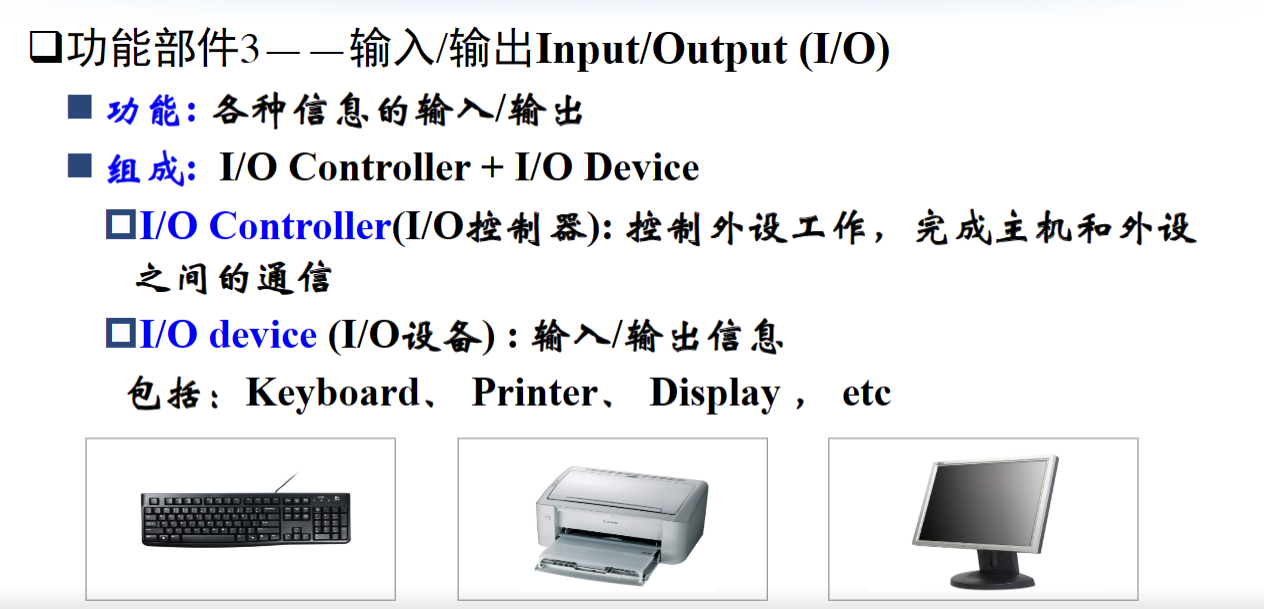 功能部件3——输入/输出Input/Output (I/O)
功能: 各种信息的输入/输出
组成: I/O Controller + I/O Device
I/O Controller(I/O控制器): 控制外设工作，完成主机和外设
之间的通信
I/O device (I/O设备) : 输入/输出信息
包括：Keyboard、 Printer、 Display ， etc